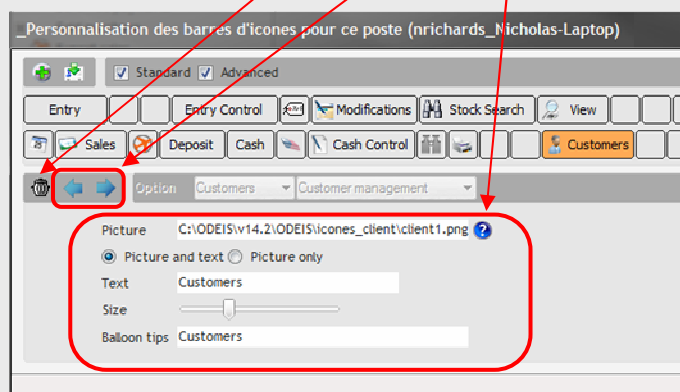 _Personnalisation des barres d'icones pour ce poste (nrichards_Nicholas-Laptop)
Standard Advanced
Entry Entry Control Modifications Stock Search View
Sales Deposit Cash Cash Control Customers
Option Customers Customer management
Picture C:\ODEIS\v14.2\ODEIS\icones_client\client1.png
Picture and text Picture only
Text Customers
Size
Balloon tips Customers